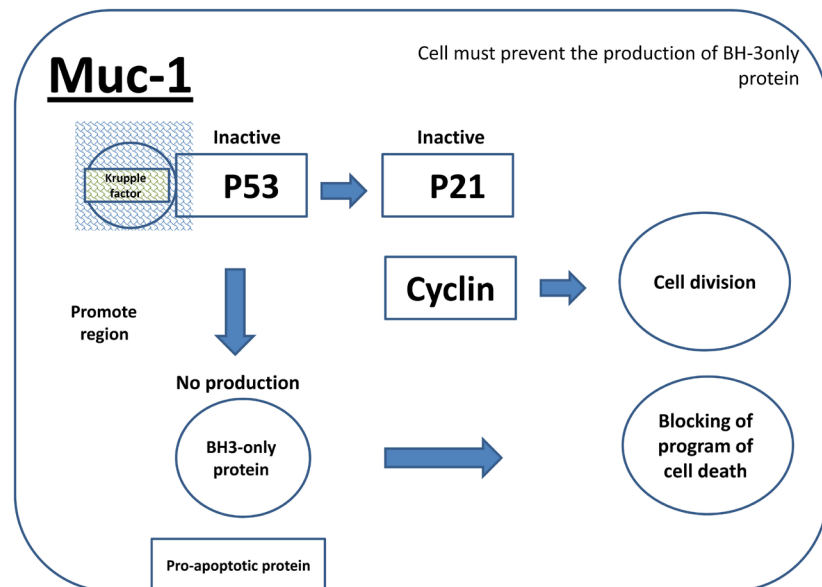 Cell must prevent the production of BH-3only
protein
Muc-1
Inactive
Inactive
Krupple
factor
P53
P21
Cyclin
Cell division
Promote
region
No production
BH3-only
protein
Blocking of
program of
cell death
Pro-apoptotic protein